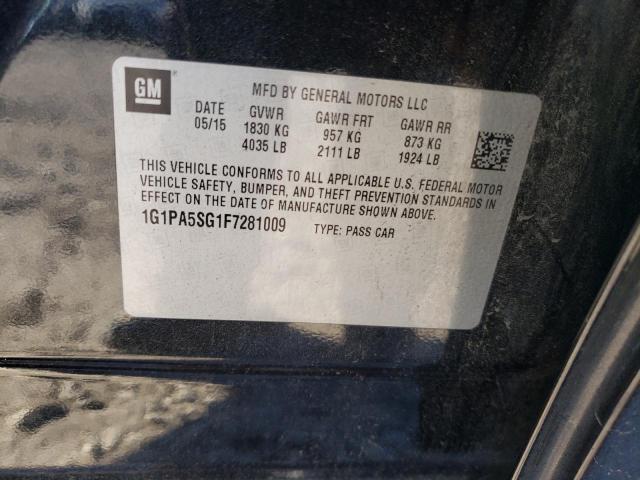 GM
MFD BY GENERAL MOTORS LLC
DATE GVWR GAWR FRT GAWR RR
05/15 1830 KG 957 KG 873 KG
4035 LB 2111 LB 1924 LB
THIS VEHICLE CONFORMS TO ALL APPLICABLE U.S. FEDERAL MOTOR
VEHICLE SAFETY, BUMPER, AND THEFT PREVENTION STANDARDS IN
EFFECT ON THE DATE OF MANUFACTURE SHOWN ABOVE.
1G1PA5SG1F7281009 TYPE: PASS CAR